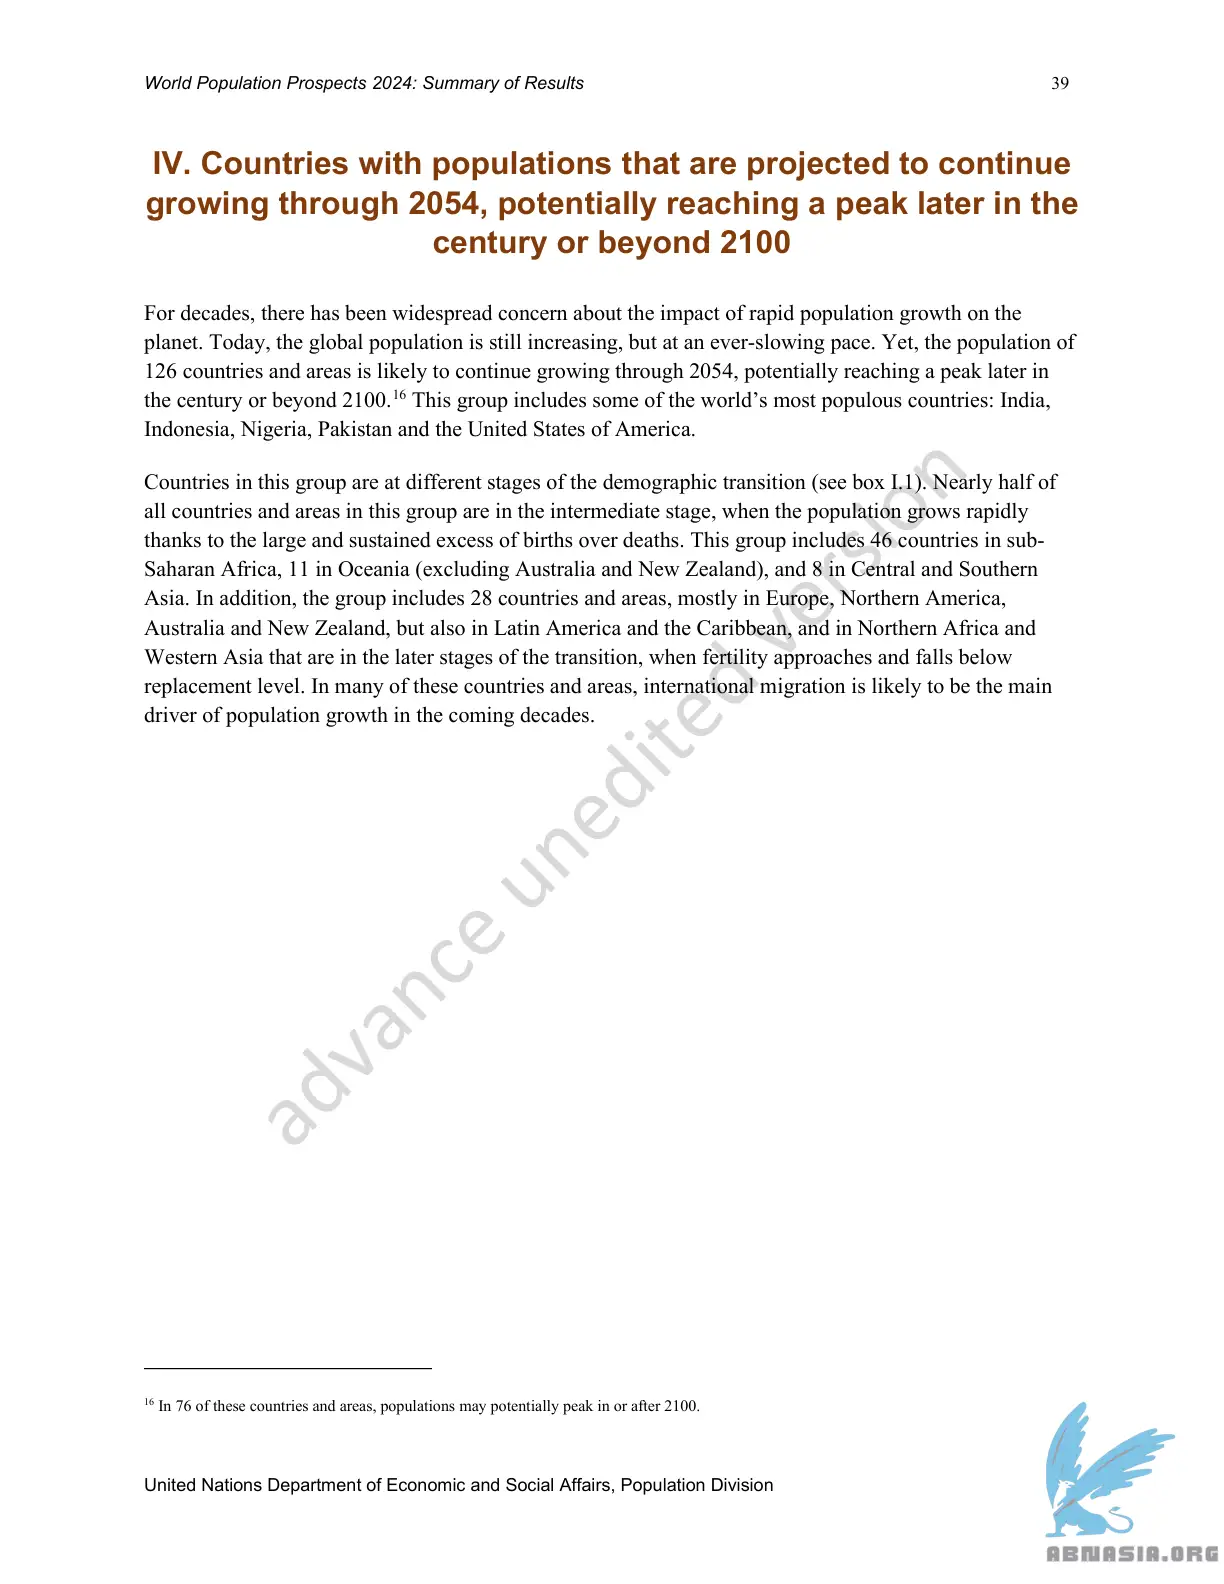 World Population Prospects 2024: Summary of Results 39
IV. Countries with populations that are projected to continue
growing through 2054, potentially reaching a peak later in the
century or beyond 2100
For decades, there has been widespread concern about the impact of rapid population growth on the
planet. Today, the global population is still increasing, but at an ever-slowing pace. Yet, the population of
126 countries and areas is likely to continue growing through 2054, potentially reaching a peak later in
the century or beyond 2100.16 This group includes some of the world’s most populous countries: India,
Indonesia, Nigeria, Pakistan and the United States of America.
Countries in this group are at different stages of the demographic transition (see box I.1). Nearly half of
all countries and areas in this group are in the intermediate stage, when the population grows rapidly
thanks to the large and sustained excess of births over deaths. This group includes 46 countries in sub-
Saharan Africa, 11 in Oceania (excluding Australia and New Zealand), and 8 in Central and Southern
Asia. In addition, the group includes 28 countries and areas, mostly in Europe, Northern America,
Australia and New Zealand, but also in Latin America and the Caribbean, and in Northern Africa and
Western Asia that are in the later stages of the transition, when fertility approaches and falls below
replacement level. In many of these countries and areas, international migration is likely to be the main
driver of population growth in the coming decades.
advance unedited version
16 In 76 of these countries and areas, populations may potentially peak in or after 2100.
United Nations Department of Economic and Social Affairs, Population Division
ABNASIA.ORG